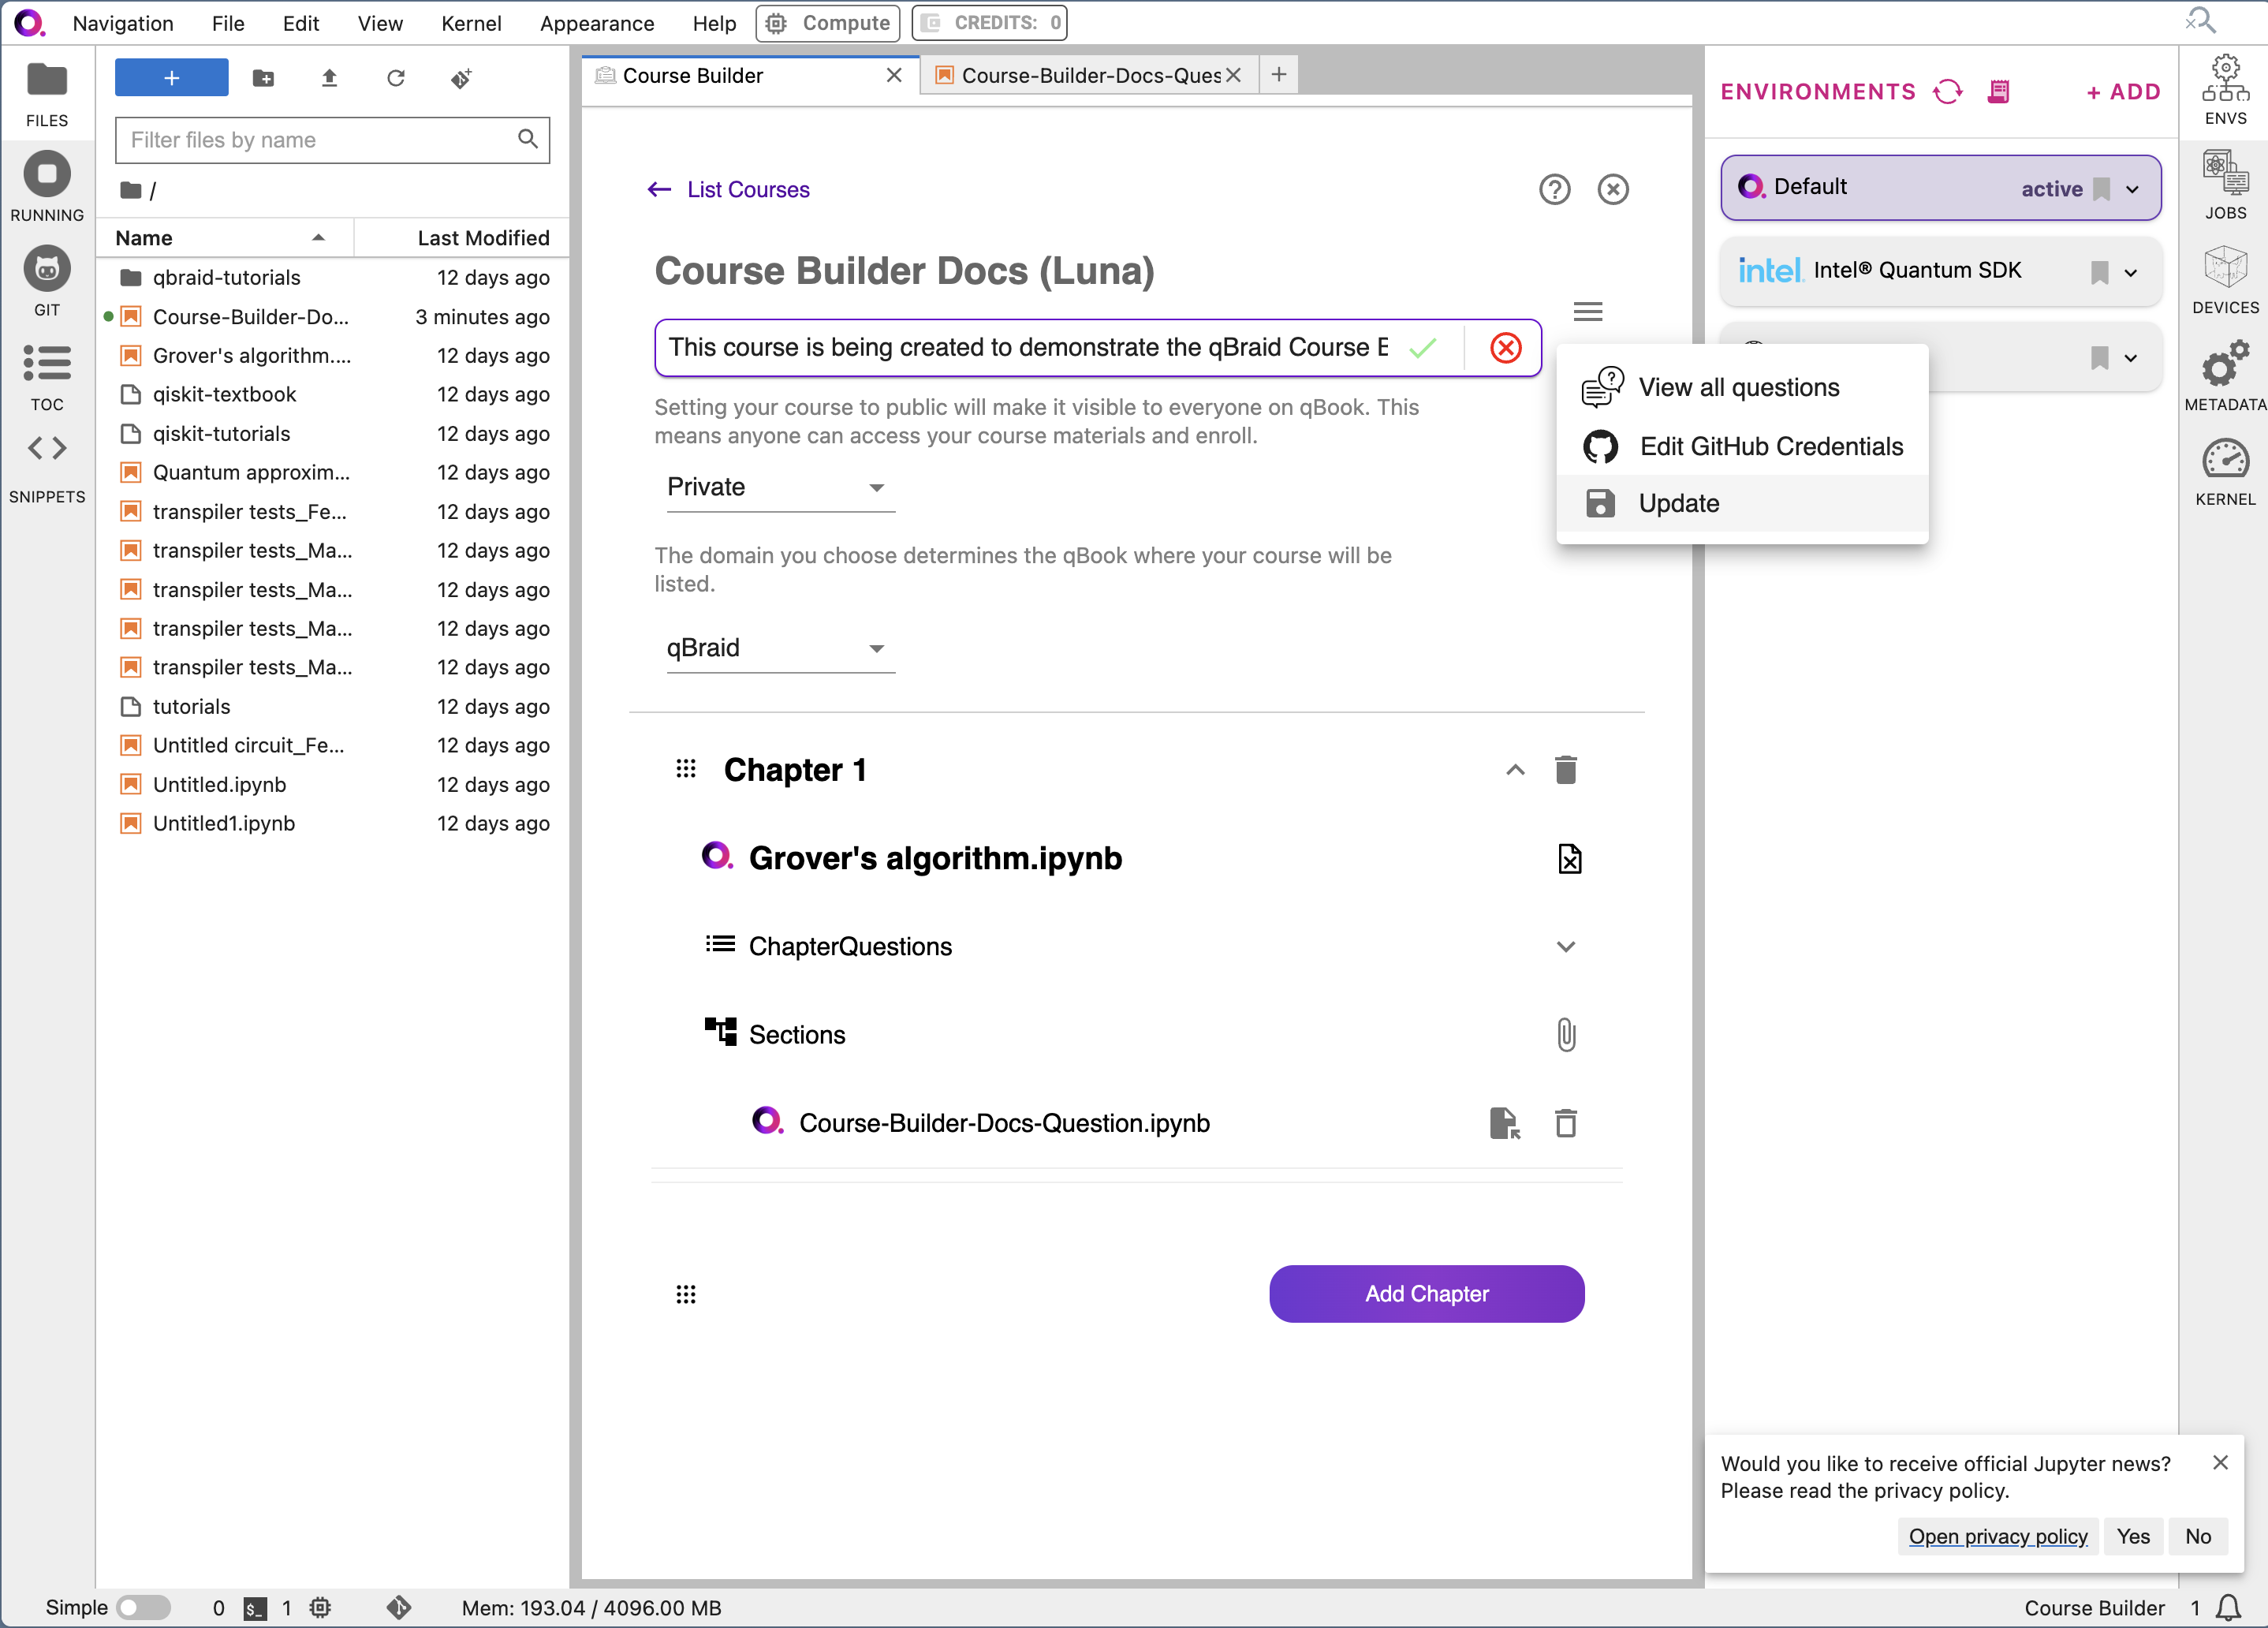 Navigation File Edit View Kernel Appearance Help Compute CREDITS: 0
FILES
RUNNING
GIT
TOC
SNIPPETS
+
Filter files by name
/
Name Last Modified
qbraid-tutorials 12 days ago
Course-Builder-Do... 3 minutes ago
Grover's algorithm.... 12 days ago
qiskit-textbook 12 days ago
qiskit-tutorials 12 days ago
Quantum approxim... 12 days ago
transpiler tests_Fe... 12 days ago
transpiler tests_Ma... 12 days ago
transpiler tests_Ma... 12 days ago
transpiler tests_Ma... 12 days ago
transpiler tests_Ma... 12 days ago
tutorials 12 days ago
Untitled circuit_Fe... 12 days ago
Untitled.ipynb 12 days ago
Untitled1.ipynb 12 days ago
Course Builder
Course-Builder-Docs-Ques
List Courses
Course Builder Docs (Luna)
This course is being created to demonstrate the qBraid Course
Setting your course to public will make it visible to everyone on qBook. This
means anyone can access your course materials and enroll.
Private
The domain you choose determines the qBook where your course will be
listed.
qBraid
View all questions
Edit GitHub Credentials
Update
Chapter 1
Grover's algorithm.ipynb
ChapterQuestions
Sections
Course-Builder-Docs-Question.ipynb
Add Chapter
ENVIRONMENTS + ADD
Default active
intel. Intel® Quantum SDK
ENVS
JOBS
DEVICES
METADATA
KERNEL
Would you like to receive official Jupyter news?
Please read the privacy policy.
Open privacy policy Yes No
Simple 0 $_ 1 Mem: 193.04 / 4096.00 MB Course Builder 1